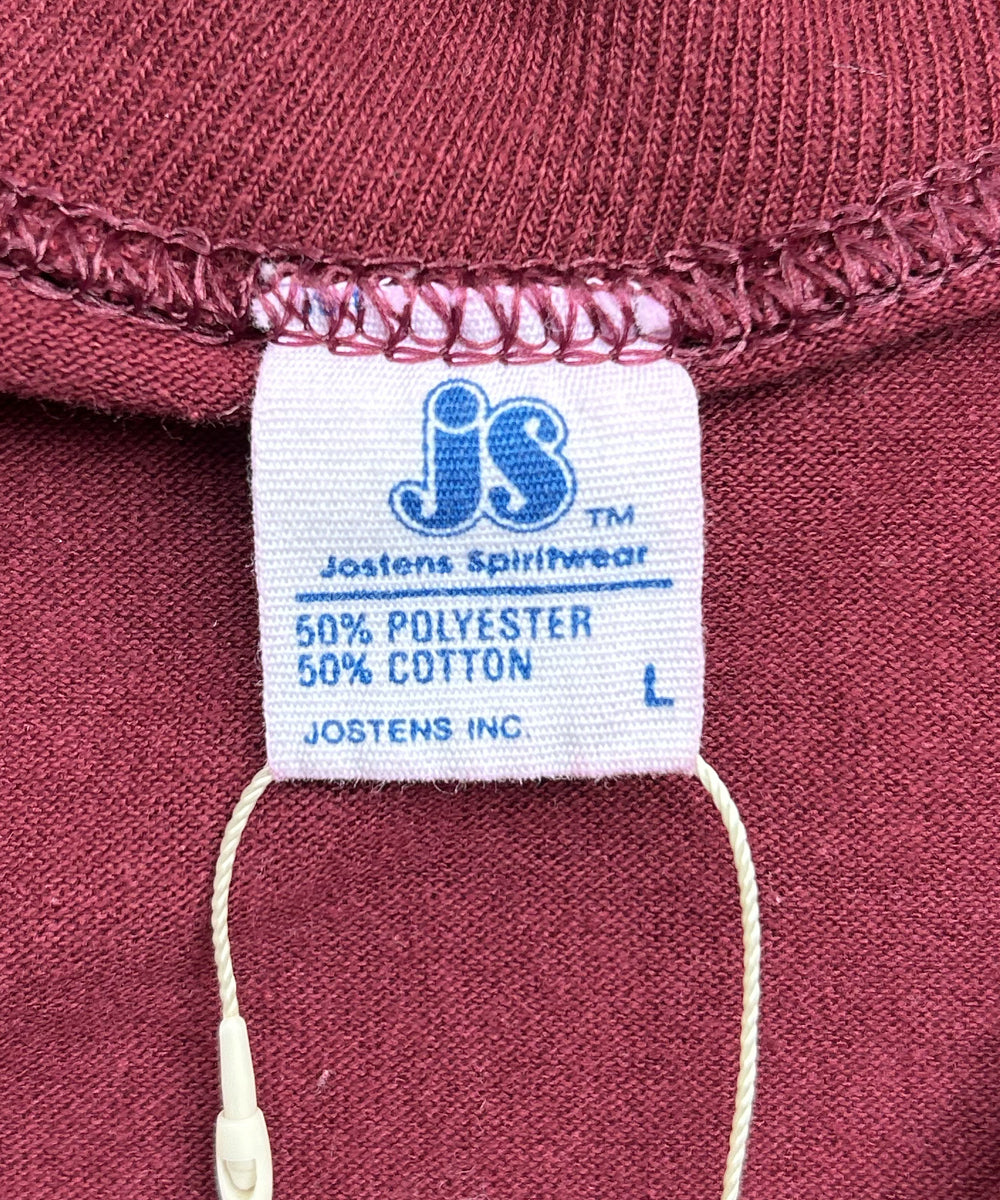 js TM
Jostens Spiritwear
50% POLYESTER
50% COTTON
L
JOSTENS INC